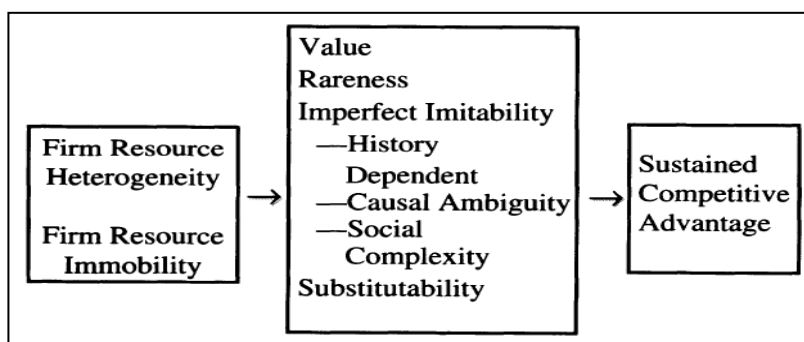 Firm Resource
Heterogeneity
Firm Resource
Immobility
→
Value
Rareness
Imperfect Imitability
—History
Dependent
—Causal Ambiguity
—Social
Complexity
Substitutability
→
Sustained
Competitive
Advantage